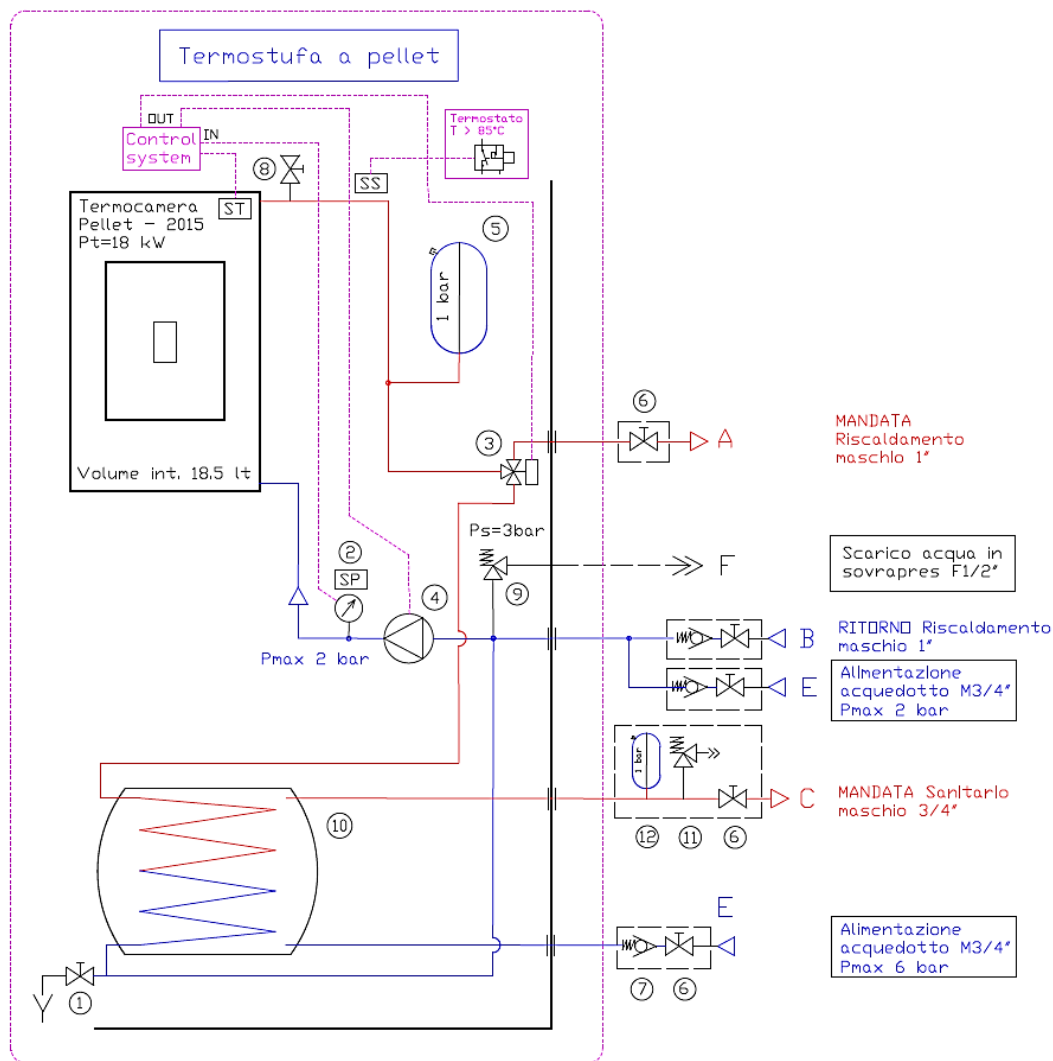 Termostufa a pellet
OUT
IN
Control
system
Termostato
T > 85°C
8
SS
ST
Termocamera
Pellet - 2015
Pt=18 kW
5
1 bar
Volume int. 18.5 lt
6
3
A
MANDATA
Riscaldamento
maschio 1"
Ps=3bar
2
SP
4
9
F
Scarico acqua in
sovrapres F1/2"
Pmax 2 bar
B
RITORNO Riscaldamento
maschio 1"
E
Alimentazione
acquedotto M3/4"
Pmax 2 bar
1 bar
C
MANDATA Sanitario
maschio 3/4"
10
12
11
6
E
Alimentazione
acquedotto M3/4"
Pmax 6 bar
1
7
6